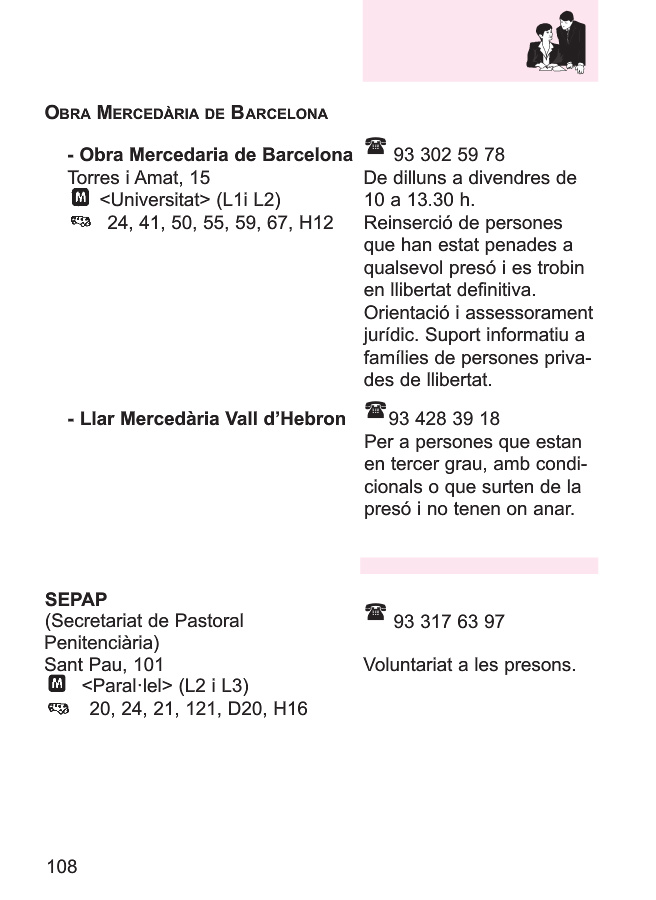 OBRA MERCEDÀRIA DE BARCELONA
- Obra Mercedaria de Barcelona
Torres i Amat, 15
M <Universitat> (L1i L2)
24, 41, 50, 55, 59, 67, H12
93 302 59 78
De dilluns a divendres de
10 a 13.30 h.
Reinserció de persones
que han estat penades a
qualsevol presó i es trobin
en llibertat definitiva.
Orientació i assessorament
jurídic. Suport informatiu a
famílies de persones priva-
des de llibertat.
- Llar Mercedària Vall d’Hebron
93 428 39 18
Per a persones que estan
en tercer grau, amb condi-
cionals o que surten de la
presó i no tenen on anar.
SEPAP
(Secretariat de Pastoral
Penitenciària)
Sant Pau, 101
M <Paral·lel> (L2 i L3)
20, 24, 21, 121, D20, H16
93 317 63 97
Voluntariat a les presons.
108